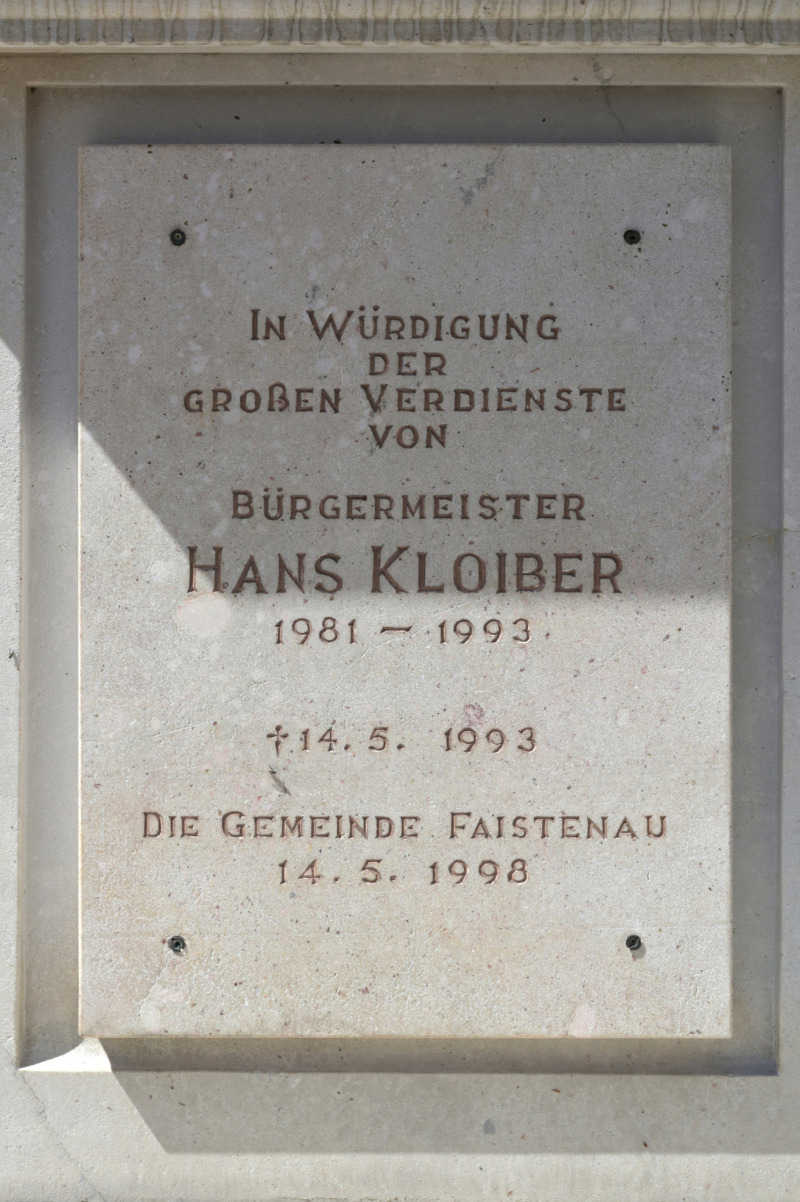 In Würdigung
der
großen Verdienste
von
Bürgermeister
Hans Kloiber
1981 – 1993
†14. 5. 1993
Die Gemeinde Faistenau
14. 5. 1998